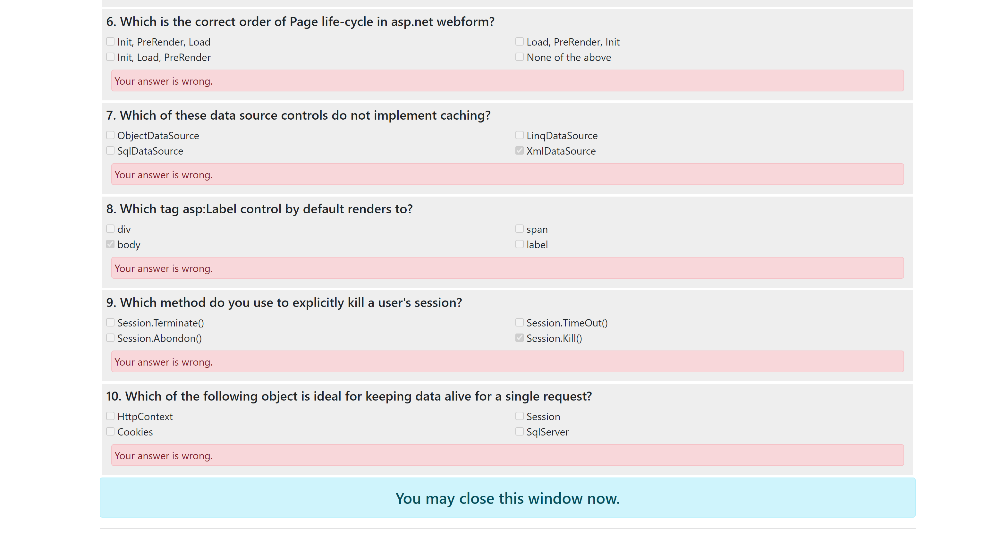 6. Which is the correct order of Page life-cycle in asp.net webform?
Init, PreRender, Load
Load, PreRender, Init
Init, Load, PreRender
None of the above
Your answer is wrong.
7. Which of these data source controls do not implement caching?
ObjectDataSource
LinqDataSource
SqlDataSource
XmlDataSource
Your answer is wrong.
8. Which tag asp:Label control by default renders to?
div
span
body
label
Your answer is wrong.
9. Which method do you use to explicitly kill a user's session?
Session.Terminate()
Session.TimeOut()
Session.Abondon()
Session.Kill()
Your answer is wrong.
10. Which of the following object is ideal for keeping data alive for a single request?
HttpContext
Session
Cookies
SqlServer
Your answer is wrong.
You may close this window now.